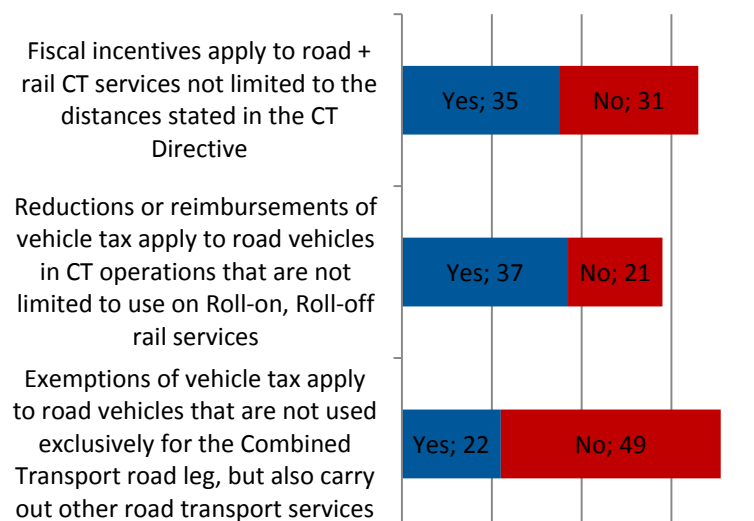 Fiscal incentives apply to road +
rail CT services not limited to the
distances stated in the CT
Directive
Yes; 35
No; 31
Reductions or reimbursements of
vehicle tax apply to road vehicles
in CT operations that are not
limited to use on Roll-on, Roll-off
rail services
Yes; 37
No; 21
Exemptions of vehicle tax apply
to road vehicles that are not used
exclusively for the Combined
Transport road leg, but also carry
out other road transport services
Yes; 22
No; 49